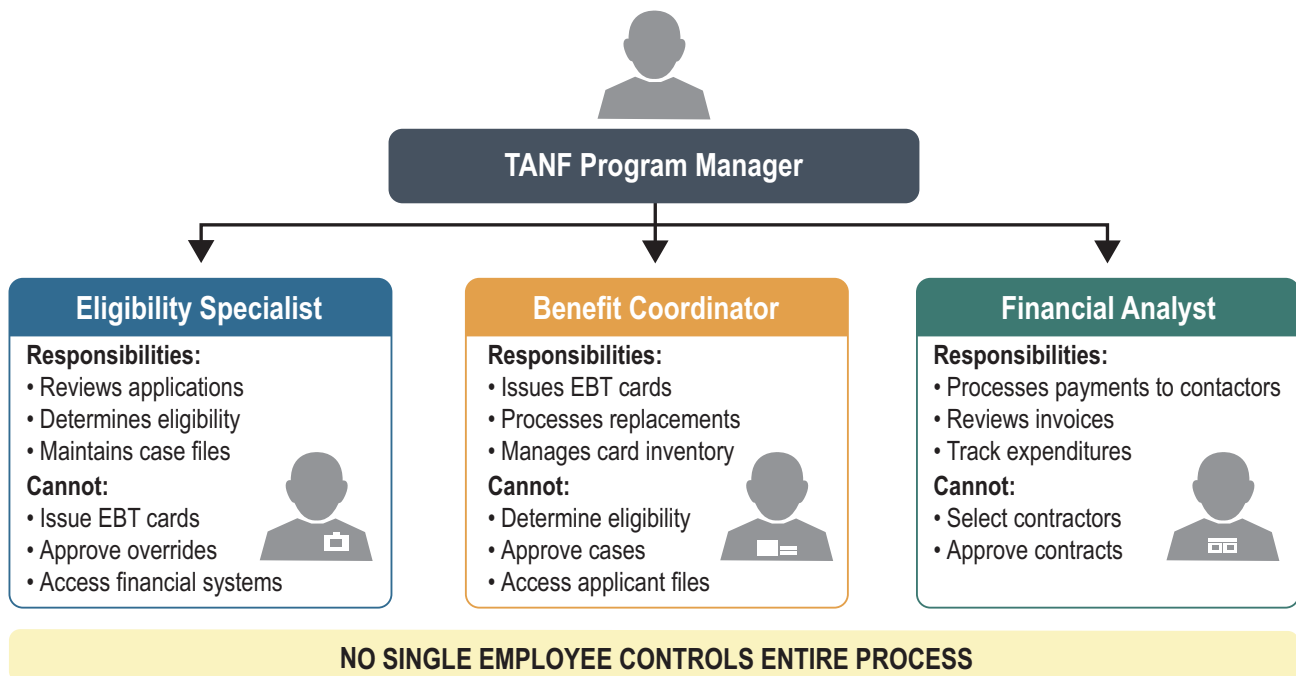 TANF Program Manager
Eligibility Specialist
Responsibilities:
• Reviews applications
• Determines eligibility
• Maintains case files
Cannot:
• Issue EBT cards
• Approve overrides
• Access financial systems
Benefit Coordinator
Responsibilities:
• Issues EBT cards
• Processes replacements
• Manages card inventory
Cannot:
• Determine eligibility
• Approve cases
• Access applicant files
Financial Analyst
Responsibilities:
• Processes payments to contactors
• Reviews invoices
• Track expenditures
Cannot:
• Select contractors
• Approve contracts
NO SINGLE EMPLOYEE CONTROLS ENTIRE PROCESS